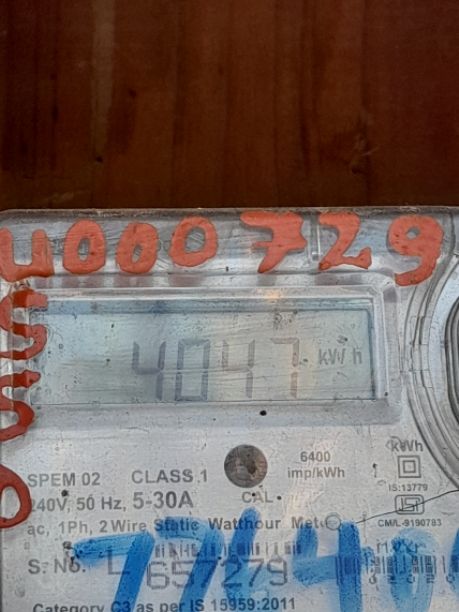 U000729
4047 kWh
6400
imp/kWh
kWh
SPEM 02 CLASS.1
IS:13779
240V, 50 Hz, 5-30A
CAL
CM/L-9190783
ac, 1Ph, 2 Wire Static Watthour Meter
S. No.
657279
Category C3 as per IS 15959:2011